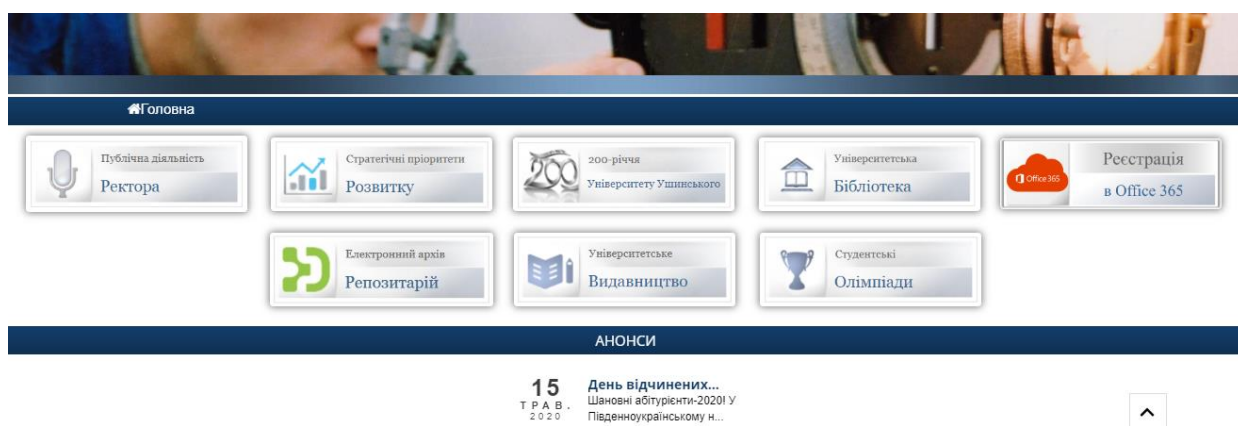 Головна
Публічна діяльність
Ректора
Стратегічні пріоритети
Розвитку
200
200-річчя
Університету Ушинського
Університетська
Бібліотека
Office 365
Реєстрація
в Office 365
Електронний архів
Репозитарій
Університетське
Видавництво
Студентські
Олімпіади
АНОНСИ
15
ТРАВ.
2020
День відчинених...
Шановні абітурієнти-2020! У
Південноукраїнському н...